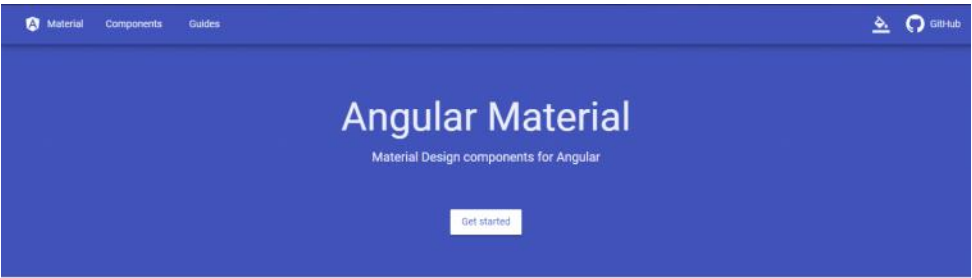 Material Components Guides GitHub
Angular Material
Material Design components for Angular
Get started